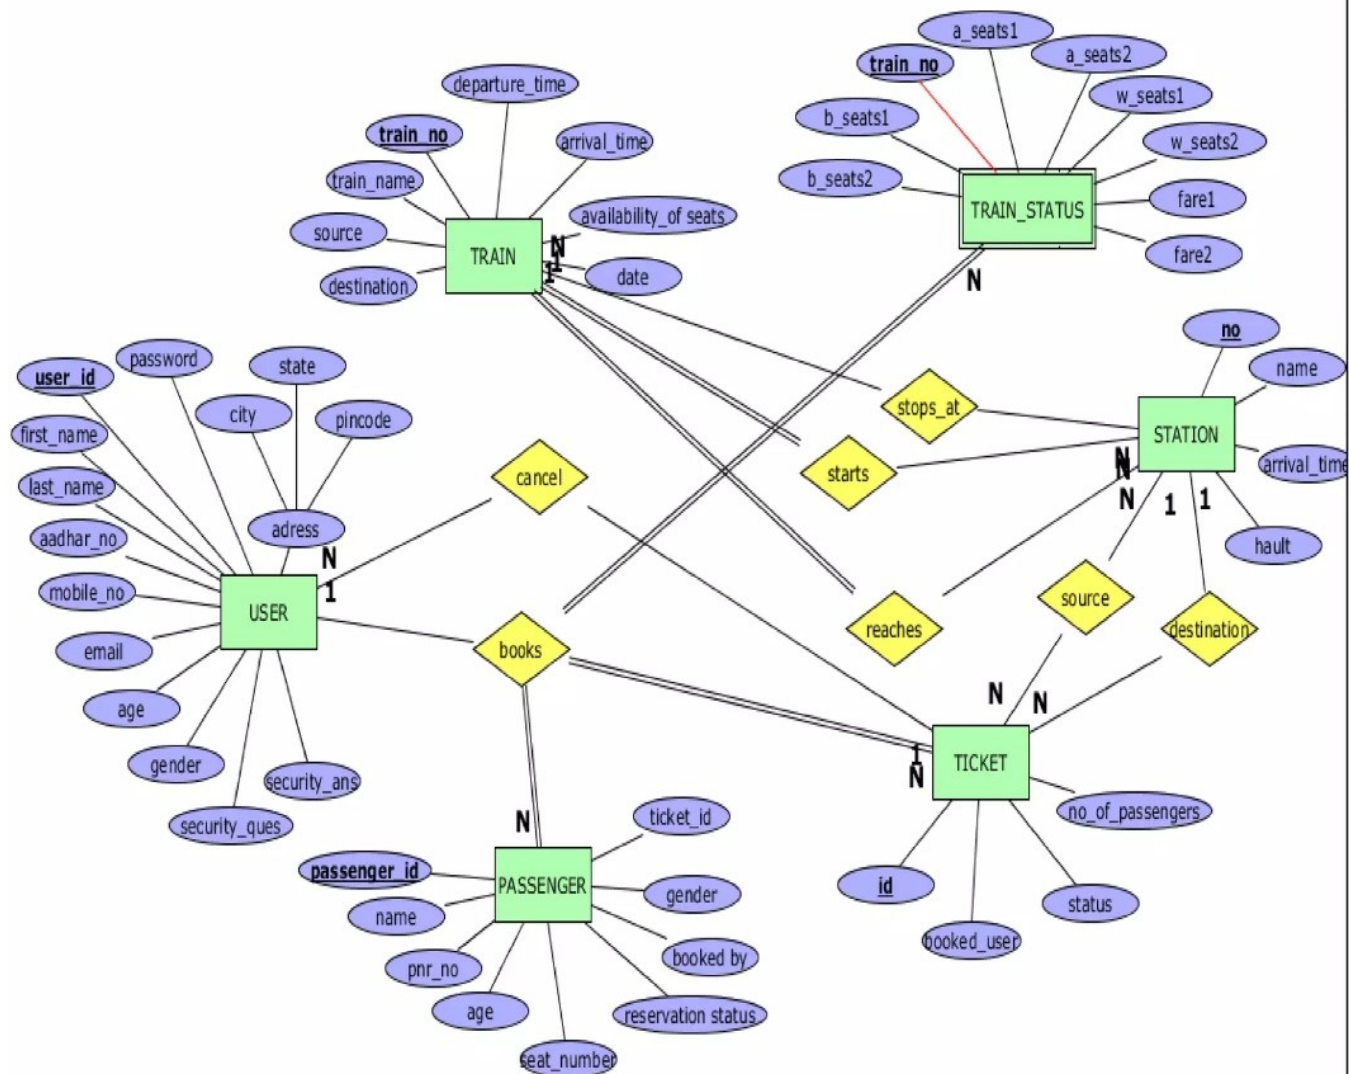 a_seats1
a_seats2
train_no
w_seats1
b_seats1
w_seats2
b_seats2
fare1
fare2
TRAIN_STATUS
N
departure_time
train_no
arrival_time
train_name
availability_of seats
source
destination
date
TRAIN
N
1
1
no
name
STATION
arrival_time
hault
N
N
N
1
1
stops_at
starts
reaches
source
destination
cancel
books
user_id
password
state
city
pincode
first_name
last_name
adress
aadhar_no
mobile_no
email
age
gender
security_ques
security_ans
USER
N
1
N
N
TICKET
1
N
no_of_passengers
id
booked_user
status
N
PASSENGER
ticket_id
passenger_id
gender
name
booked by
pnr_no
age
reservation status
seat_number